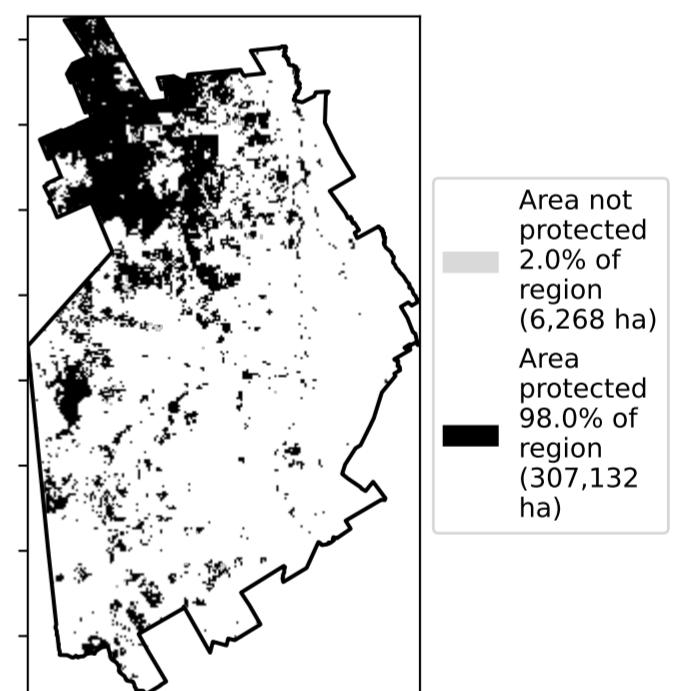 Area not
protected
2.0% of
region
(6,268 ha)
Area
protected
98.0% of
region
(307,132
ha)